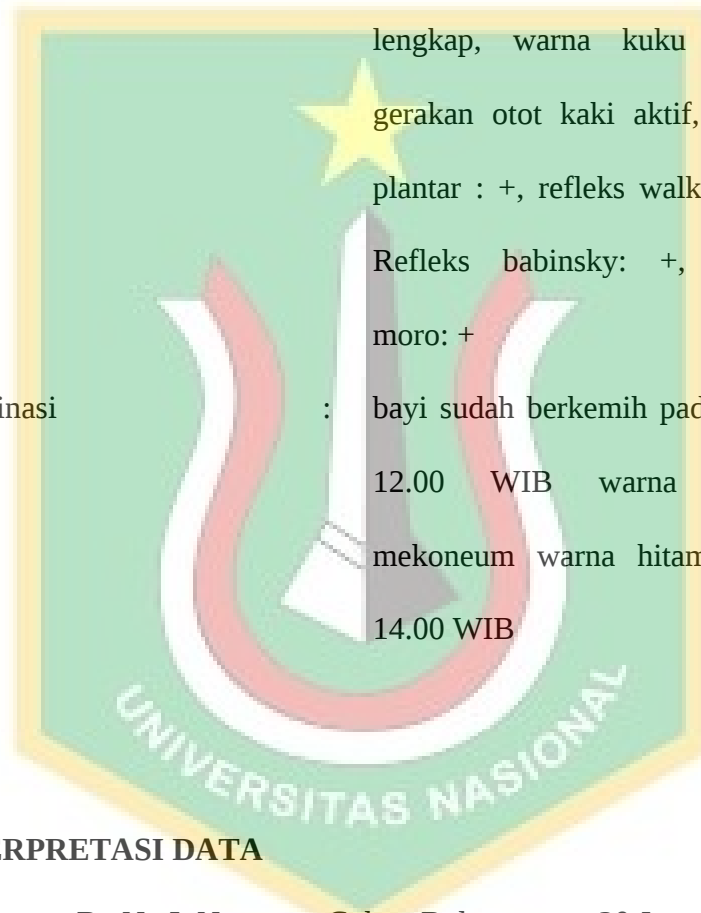 lengkap, warna kuku
gerakan otot kaki aktif,
plantar : +, refleks walk
Refleks babinsky: +,
moro: +
inasi : bayi sudah berkemih pad
12.00 WIB warna
mekoneum warna hitam
14.00 WIB
UNIVERSITAS NASIONAL
ERPRETASI DATA